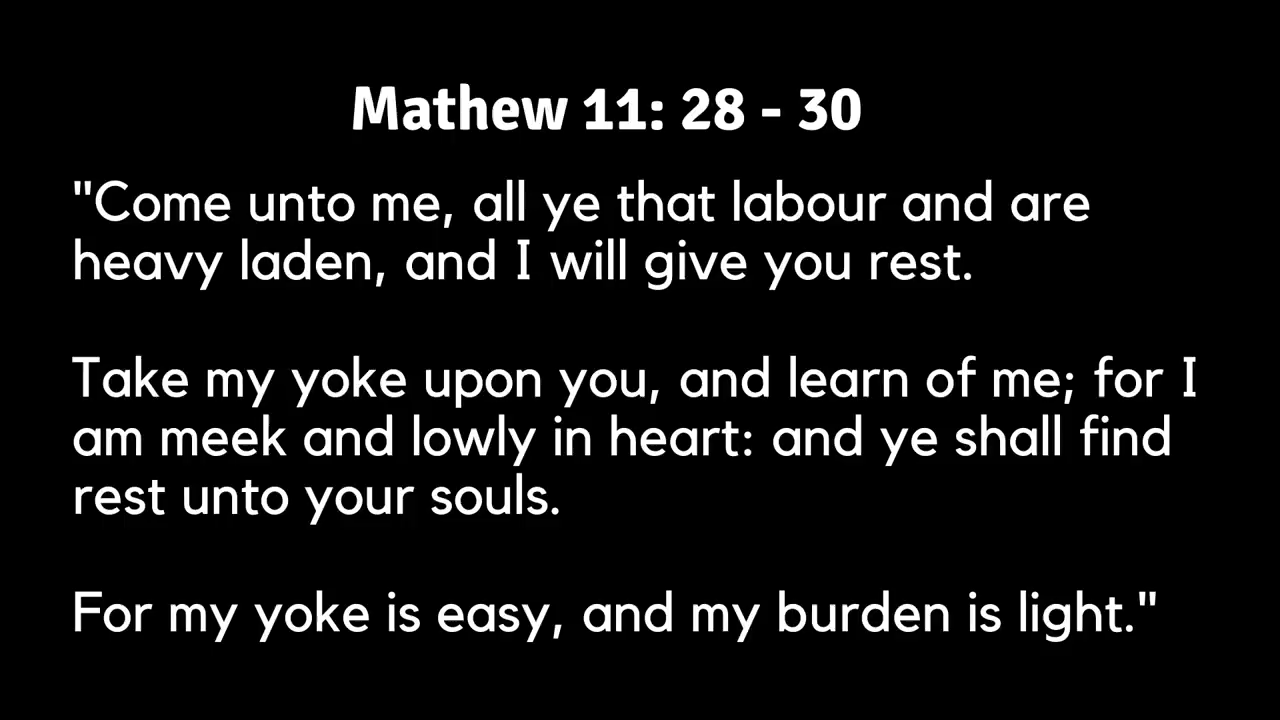 Mathew 11: 28 - 30
"Come unto me, all ye that labour and are
heavy laden, and I will give you rest.
Take my yoke upon you, and learn of me; for I
am meek and lowly in heart: and ye shall find
rest unto your souls.
For my yoke is easy, and my burden is light."